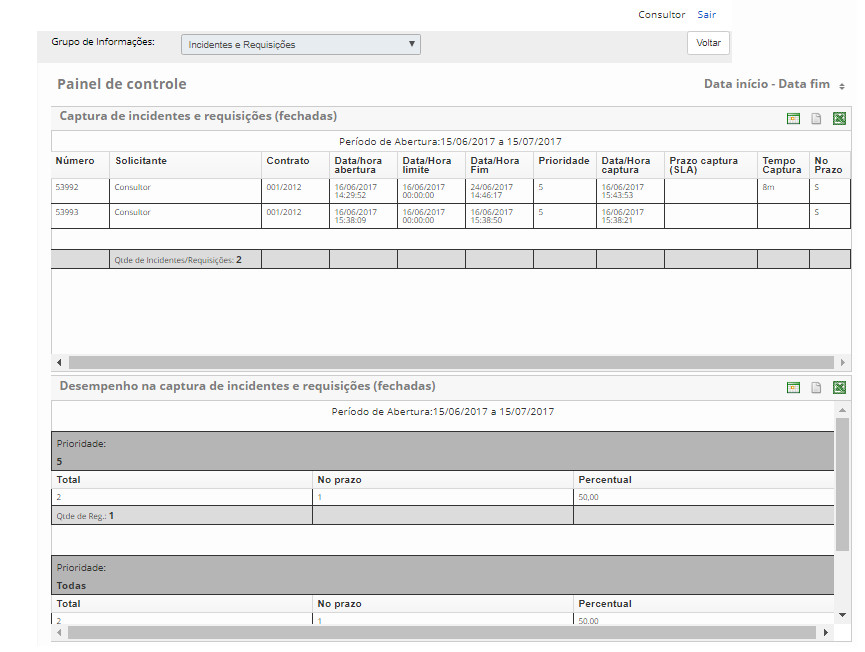 Consultor Sair
Grupo de Informações: Incidentes e Requisições Voltar
Painel de controle Data início - Data fim
Captura de incidentes e requisições (fechadas)
Período de Abertura:15/06/2017 a 15/07/2017
Número Solicitante Contrato Data/hora abertura Data/Hora limite Data/Hora Fim Prioridade Data/Hora captura Prazo captura (SLA) Tempo Captura No Prazo
53992 Consultor 001/2012 16/06/2017 14:29:52 16/06/2017 00:00:00 24/06/2017 14:46:17 5 16/06/2017 15:43:53 8m S
53993 Consultor 001/2012 16/06/2017 15:38:09 16/06/2017 00:00:00 16/06/2017 15:38:50 5 16/06/2017 15:38:21 S
Qtde de Incidentes/Requisições: 2
Desempenho na captura de incidentes e requisições (fechadas)
Período de Abertura:15/06/2017 a 15/07/2017
Prioridade:
5
Total No prazo Percentual
2 1 50,00
Qtde de Reg.: 1
Prioridade:
Todas
Total No prazo Percentual
2 1 50,00